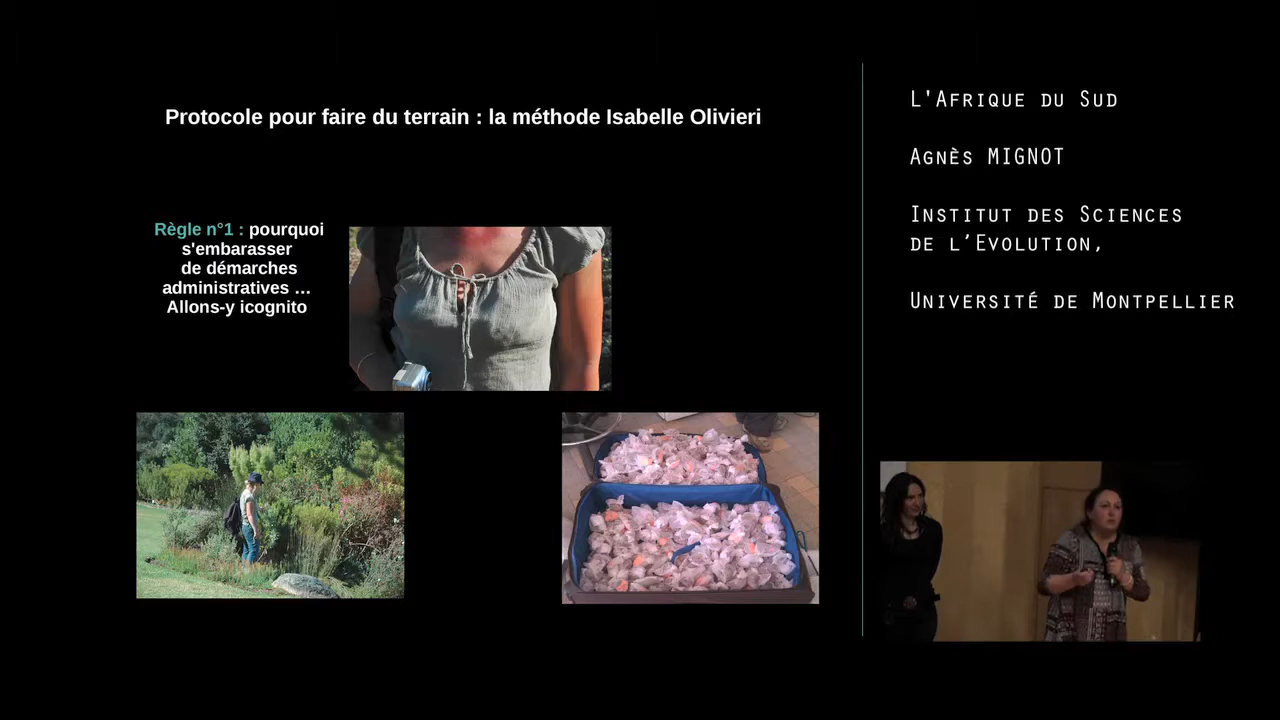 Protocole pour faire du terrain : la méthode Isabelle Olivieri
Règle n°1 : pourquoi
s'embarasser
de démarches
administratives ...
Allons-y icognito
L'Afrique du Sud
Agnès MIGNOT
Institut des Sciences
de l’Evolution,
Université de Montpellier